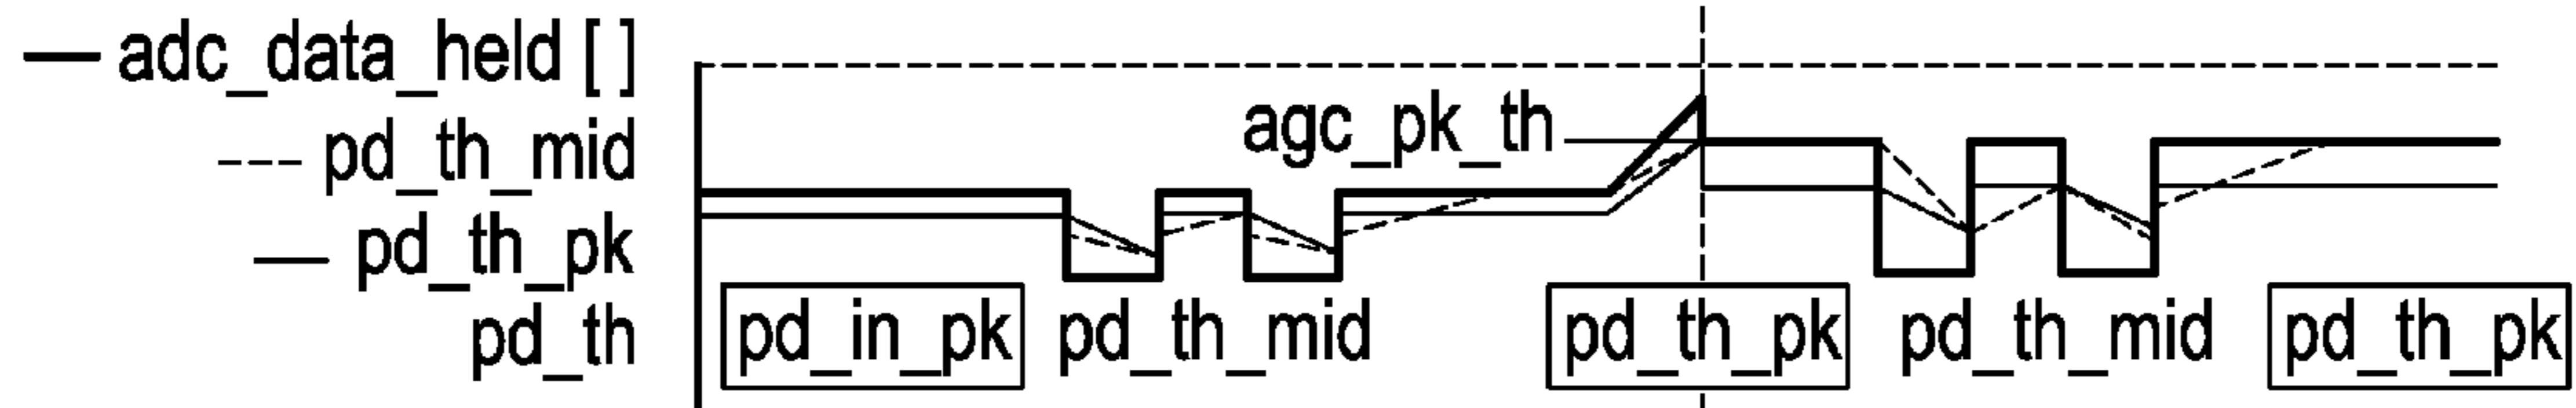 adc_data_held [ ]
pd_th_mid
pd_th_pk
pd_th
agc_pk_th
pd_in_pk pd_th_mid pd_th_pk pd_th_mid pd_th_pk